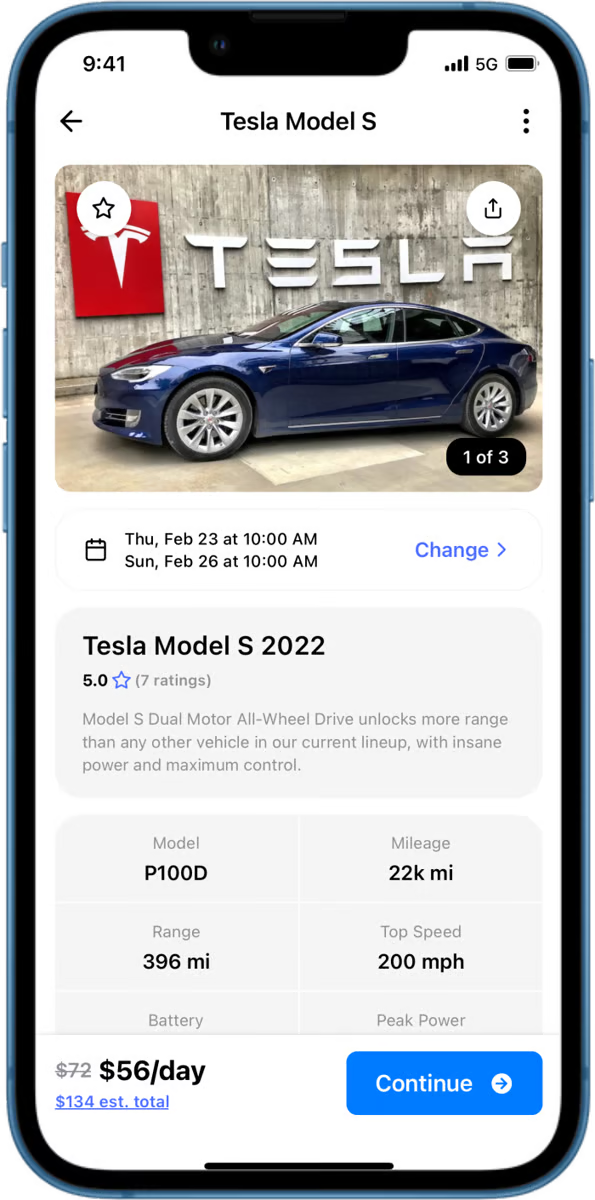 9:41
5G
Tesla Model S
TESLA
1 of 3
Thu, Feb 23 at 10:00 AM
Sun, Feb 26 at 10:00 AM
Change
Tesla Model S 2022
5.0 (7 ratings)
Model S Dual Motor All-Wheel Drive unlocks more range
than any other vehicle in our current lineup, with insane
power and maximum control.
Model
Mileage
P100D
22k mi
Range
Top Speed
396 mi
200 mph
Battery
Peak Power
$72 $56/day
$134 est. total
Continue